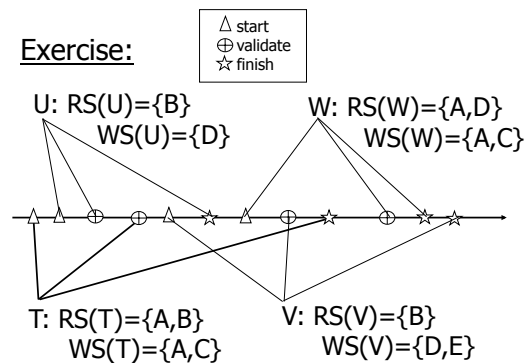 start
validate
finish
Exercise:
U: RS(U)={B}
WS(U)={D}
W: RS(W)={A,D}
WS(W)={A,C}
T: RS(T)={A,B}
WS(T)={A,C}
V: RS(V)={B}
WS(V)={D,E}